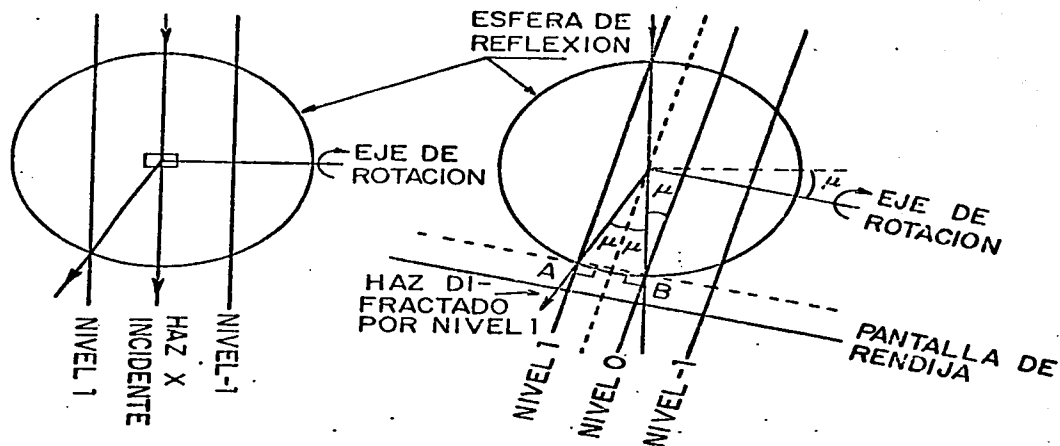 ESFERA DE
REFLEXION
EJE DE
ROTACION
NIVEL 1
HAZ X
INCIDENTE
NIVEL-1
μ
μ
μ
μ
EJE DE
ROTACION
A
B
HAZ DI-
FRACTADO
POR NIVEL 1
NIVEL 1
NIVEL 0
NIVEL -1
PANTALLA DE
RENDIJA